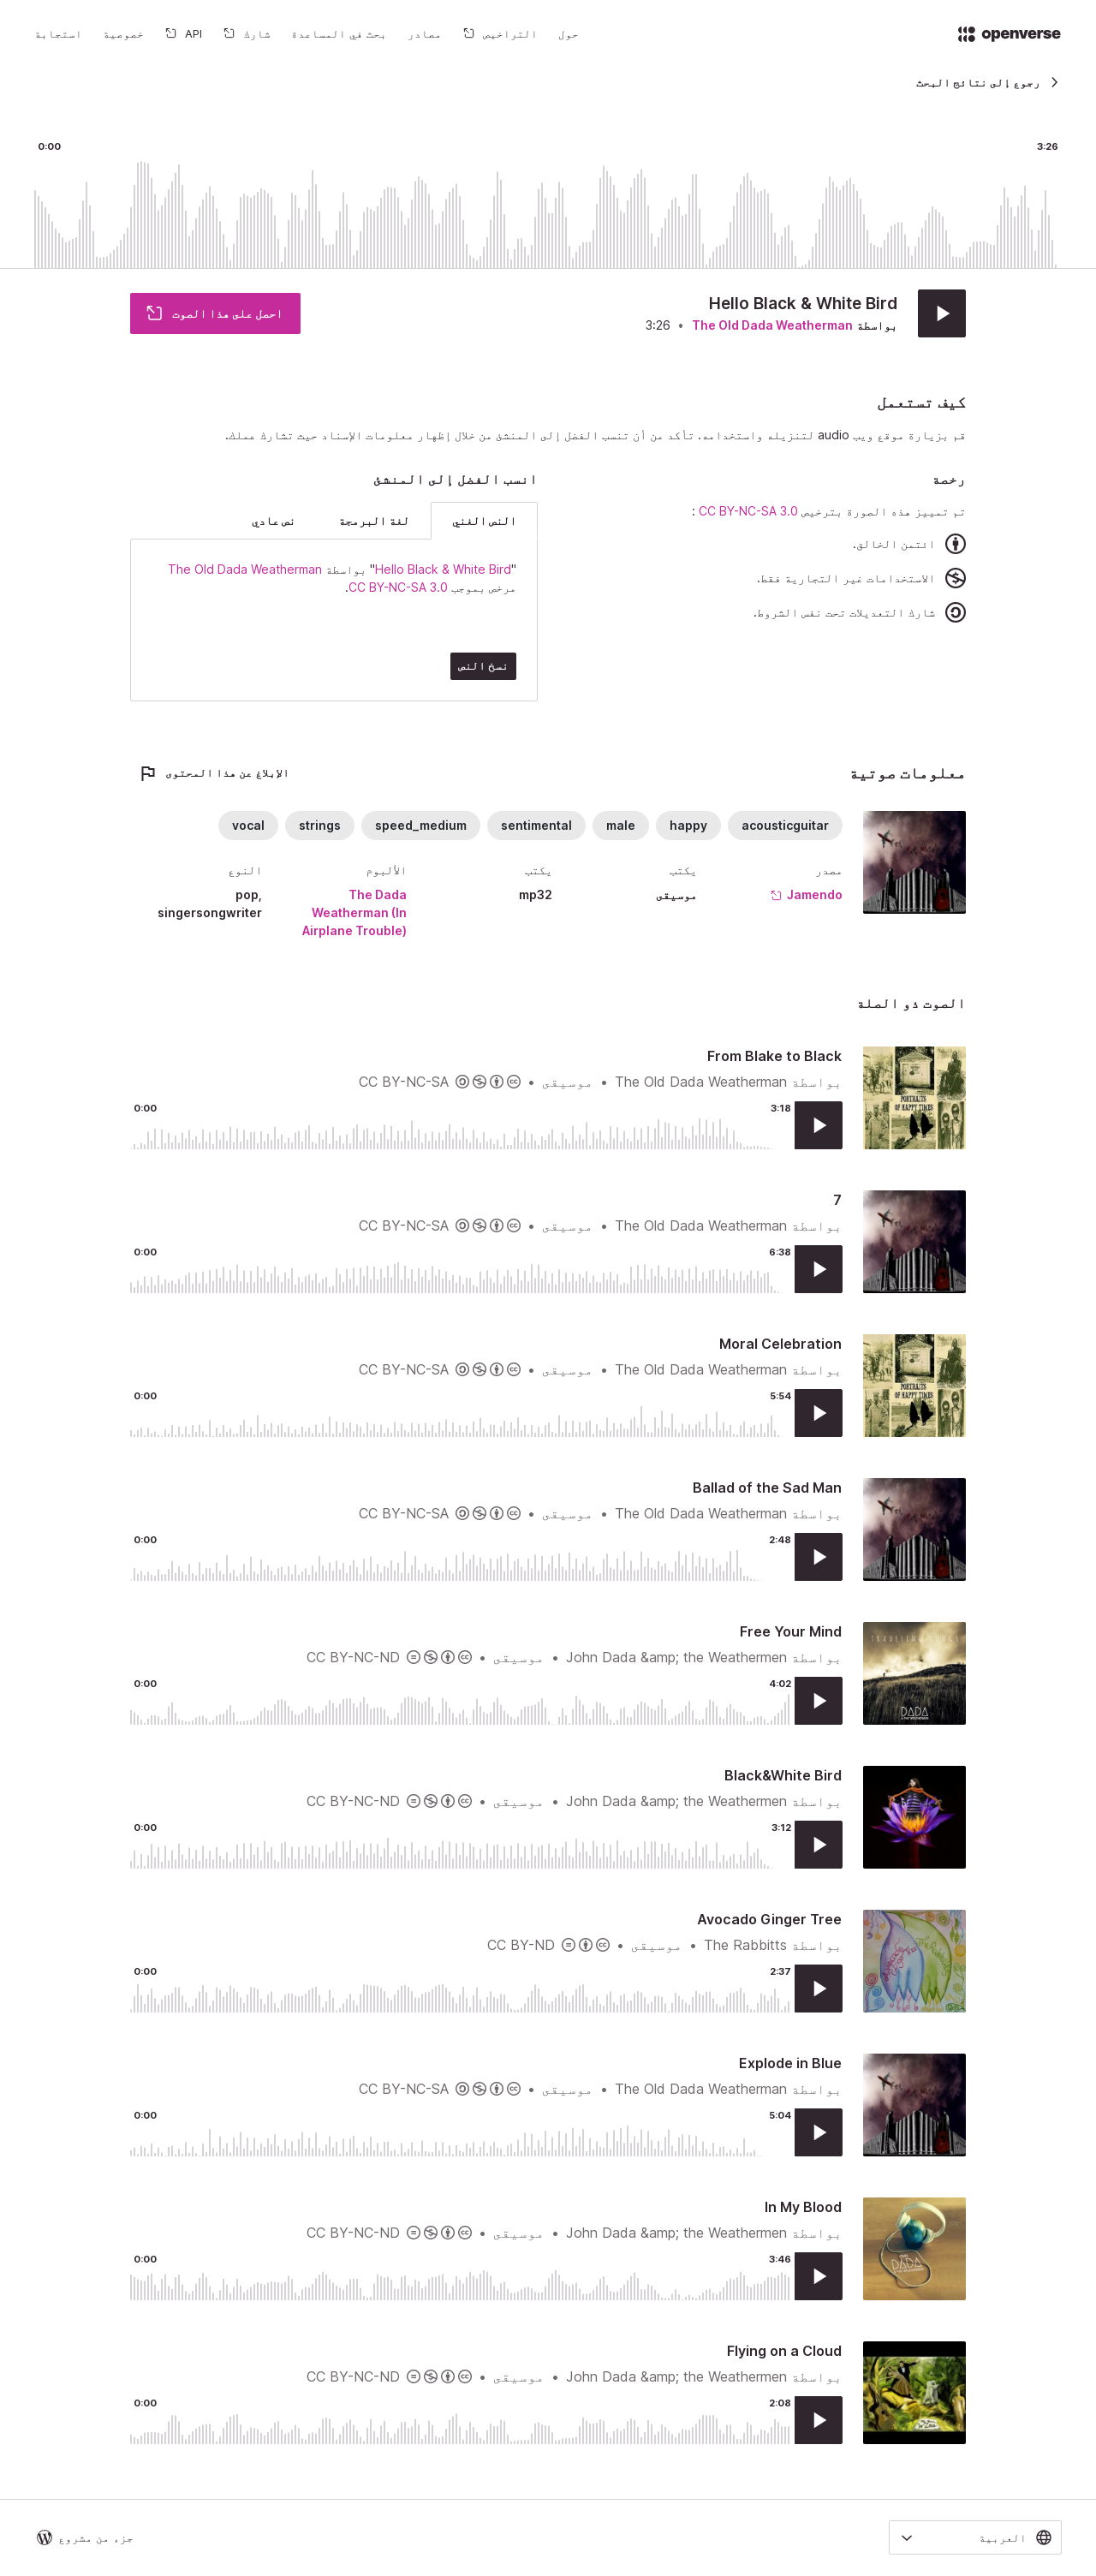 openverse
حول
التراخيص
مصادر
بحث في المساعدة
شارك
API
خصوصية
استجابة
رجوع إلى نتائج البحث
0:00
3:26
Hello Black & White Bird
بواسطة The Old Dada Weatherman • 3:26
احصل على هذا الصوت
كيف تستعمل
قم بزيارة موقع ويب audio لتنزيله واستخدامه. تأكد من أن تنسب الفضل إلى المنشئ من خلال إظهار معلومات الإسناد حيث تشارك عملك.
رخصة
تم تمييز هذه الصورة بترخيص CC BY-NC-SA 3.0 :
ائتمن الخالق.
الاستخدامات غير التجارية فقط.
شارك التعديلات تحت نفس الشروط.
انسب الفضل إلى المنشئ
النص الغني
لغة البرمجة
نص عادي
"Hello Black & White Bird" بواسطة The Old Dada Weatherman
مرخص بموجب CC BY-NC-SA 3.0.
نسخ النص
معلومات صوتية
الإبلاغ عن هذا المحتوى
acousticguitar
happy
male
sentimental
speed_medium
strings
vocal
مصدر
Jamendo
يكتب
موسيقى
يكتب
mp32
الألبوم
The Dada
Weatherman (In
Airplane Trouble)
النوع
pop,
singersongwriter
الصوت ذو الصلة
From Blake to Black
بواسطة The Old Dada Weatherman • موسيقى • CC BY-NC-SA
0:00
3:18
PORTRAITS
OF HAPPY TIMES
7
بواسطة The Old Dada Weatherman • موسيقى • CC BY-NC-SA
0:00
6:38
Moral Celebration
بواسطة The Old Dada Weatherman • موسيقى • CC BY-NC-SA
0:00
5:54
PORTRAITS
OF HAPPY TIMES
Ballad of the Sad Man
بواسطة The Old Dada Weatherman • موسيقى • CC BY-NC-SA
0:00
2:48
Free Your Mind
بواسطة John Dada &amp; the Weathermen • موسيقى • CC BY-NC-ND
0:00
4:02
DADA
Black&White Bird
بواسطة John Dada &amp; the Weathermen • موسيقى • CC BY-NC-ND
0:00
3:12
Avocado Ginger Tree
بواسطة The Rabbitts • موسيقى • CC BY-ND
0:00
2:37
Explode in Blue
بواسطة The Old Dada Weatherman • موسيقى • CC BY-NC-SA
0:00
5:04
In My Blood
بواسطة John Dada &amp; the Weathermen • موسيقى • CC BY-NC-ND
0:00
3:46
DADA
Flying on a Cloud
بواسطة John Dada &amp; the Weathermen • موسيقى • CC BY-NC-ND
0:00
2:08
العربية
جزء من مشروع